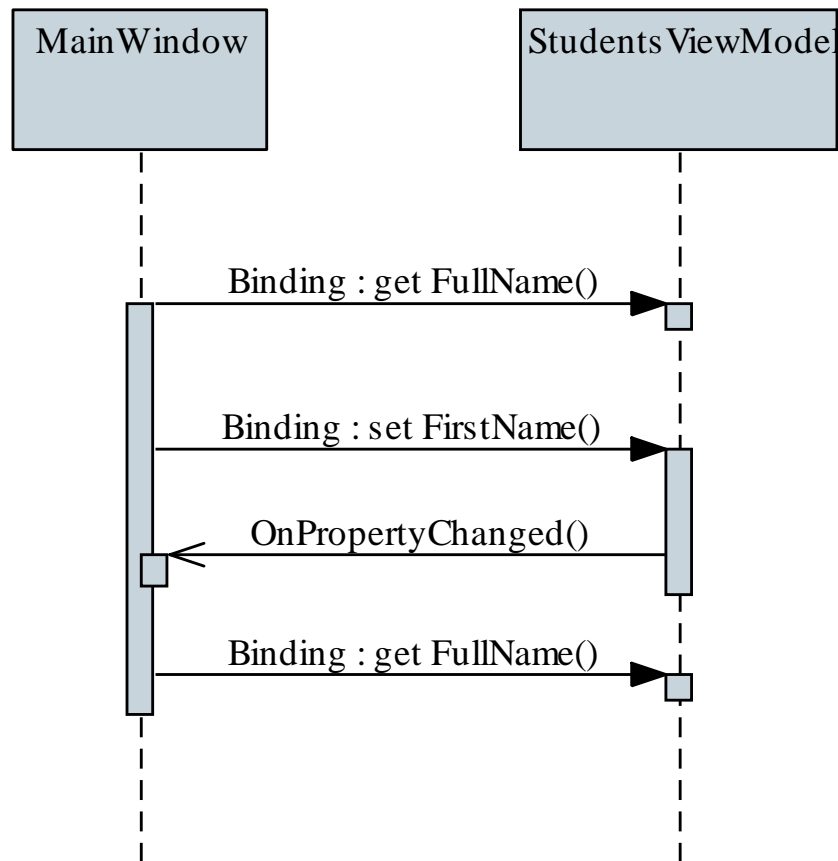 MainWindow
StudentsViewModel
Binding : get FullName()
Binding : set FirstName()
OnPropertyChanged()
Binding : get FullName()